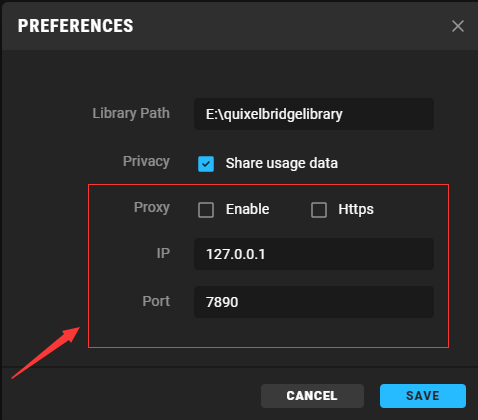 PREFERENCES
Library Path E:\quixelbridgelibrary
Privacy Share usage data
Proxy Enable Https
IP 127.0.0.1
Port 7890
CANCEL SAVE